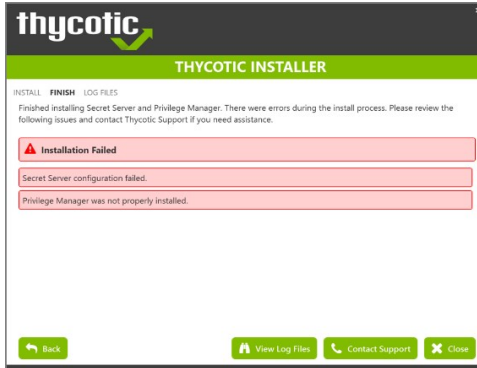 thycotic
THYCOTIC INSTALLER
INSTALL FINISH LOG FILES
Finished installing Secret Server and Privilege Manager. There were errors during the install process. Please review the
following issues and contact Thycotic Support if you need assistance.
Installation Failed
Secret Server configuration failed.
Privilege Manager was not properly installed.
Back View Log Files Contact Support Close